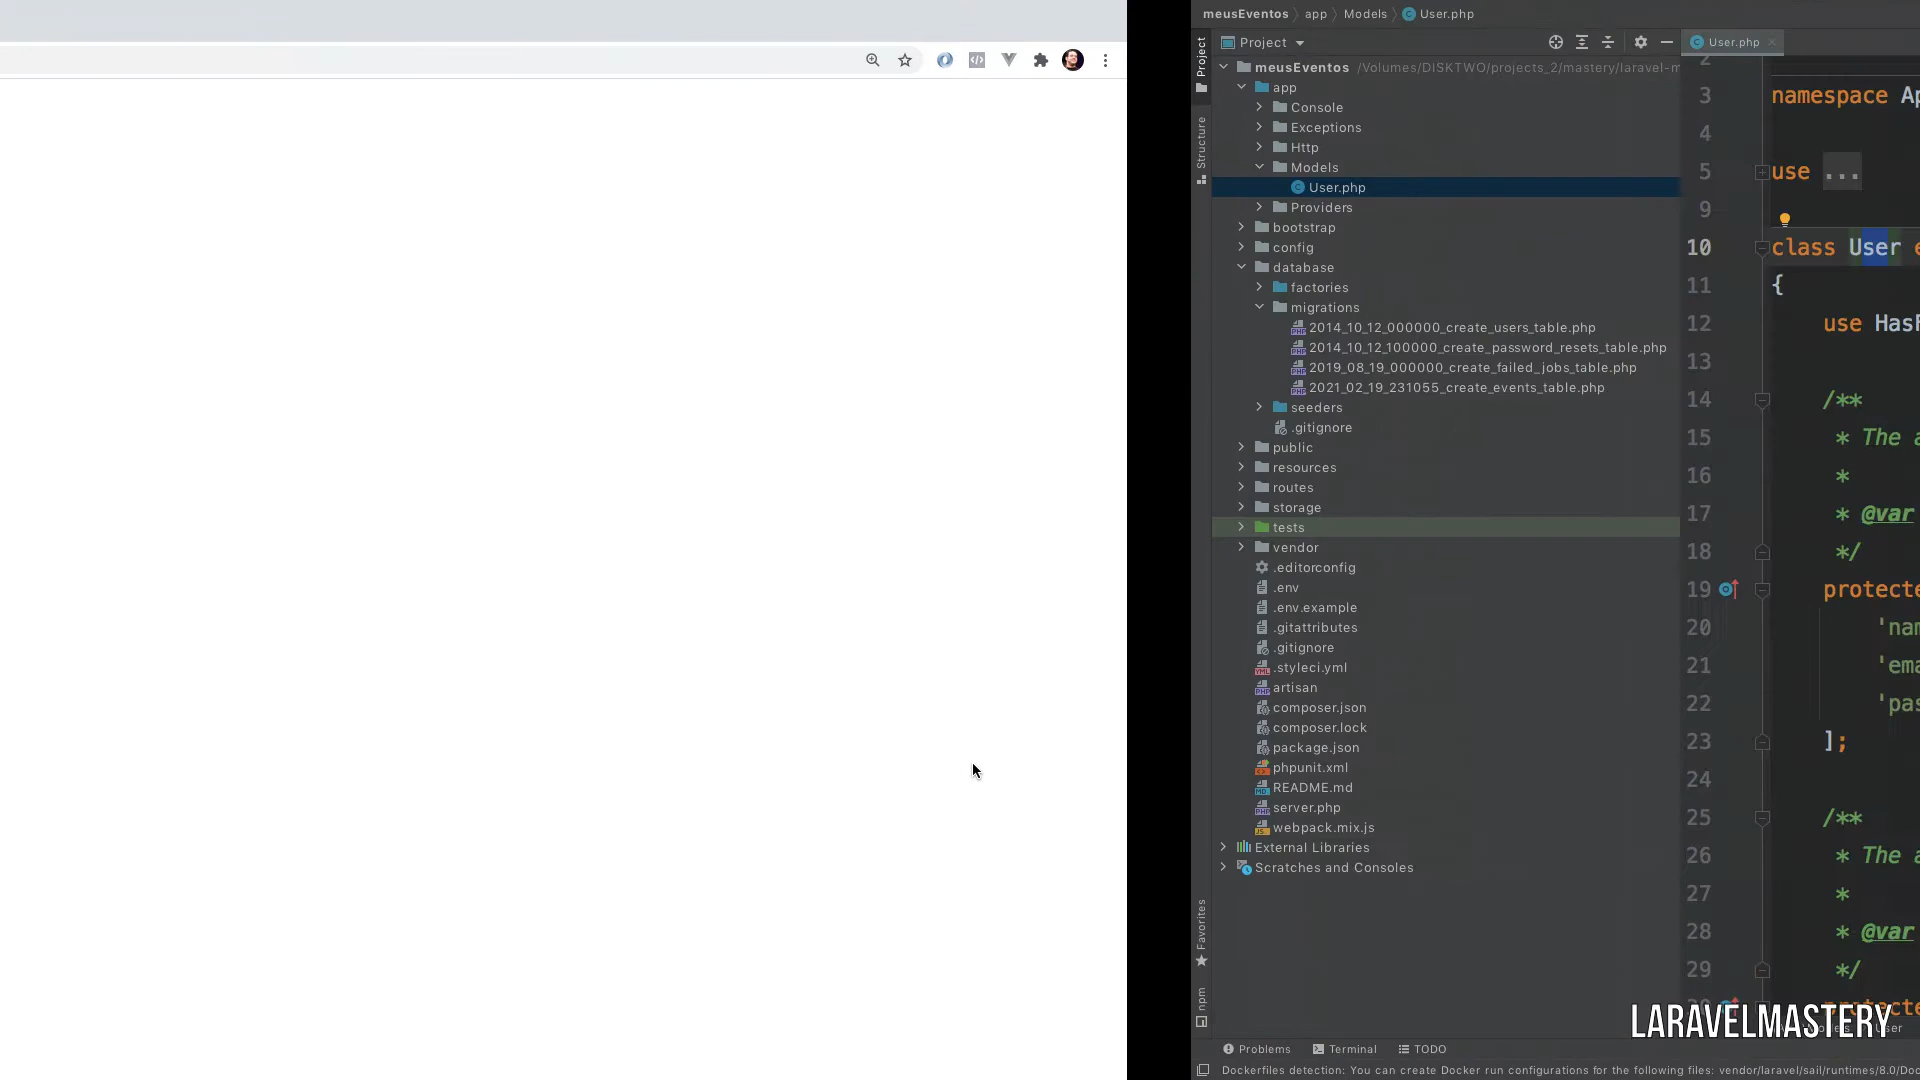 meusEventos app Models User.php
Project
User.php
Project
meusEventos /Volumes/DISKTWO/projects_2/mastery/laravel-m
app
Console
Exceptions
Http
Models
User.php
Providers
bootstrap
config
database
factories
migrations
2014_10_12_000000_create_users_table.php
2014_10_12_100000_create_password_resets_table.php
2019_08_19_000000_create_failed_jobs_table.php
2021_02_19_231055_create_events_table.php
seeders
.gitignore
public
resources
routes
storage
tests
vendor
.editorconfig
.env
.env.example
.gitattributes
.gitignore
.styleci.yml
artisan
composer.json
composer.lock
package.json
phpunit.xml
README.md
server.php
webpack.mix.js
External Libraries
Scratches and Consoles
Structure
Favorites
npm
2
3 namespace Ap
4
5 use ...
9
10 class User e
11 {
12 use HasF
13
14 /**
15 * The a
16 *
17 * @var
18 */
19 protecte
20 'nam
21 'ema
22 'pas
23 ];
24
25 /**
26 * The a
27 *
28 * @var
29 */
protecte
LARAVELMASTERY
Problems Terminal TODO
Dockerfiles detection: You can create Docker run configurations for the following files: vendor/laravel/sail/runtimes/8.0/Doc